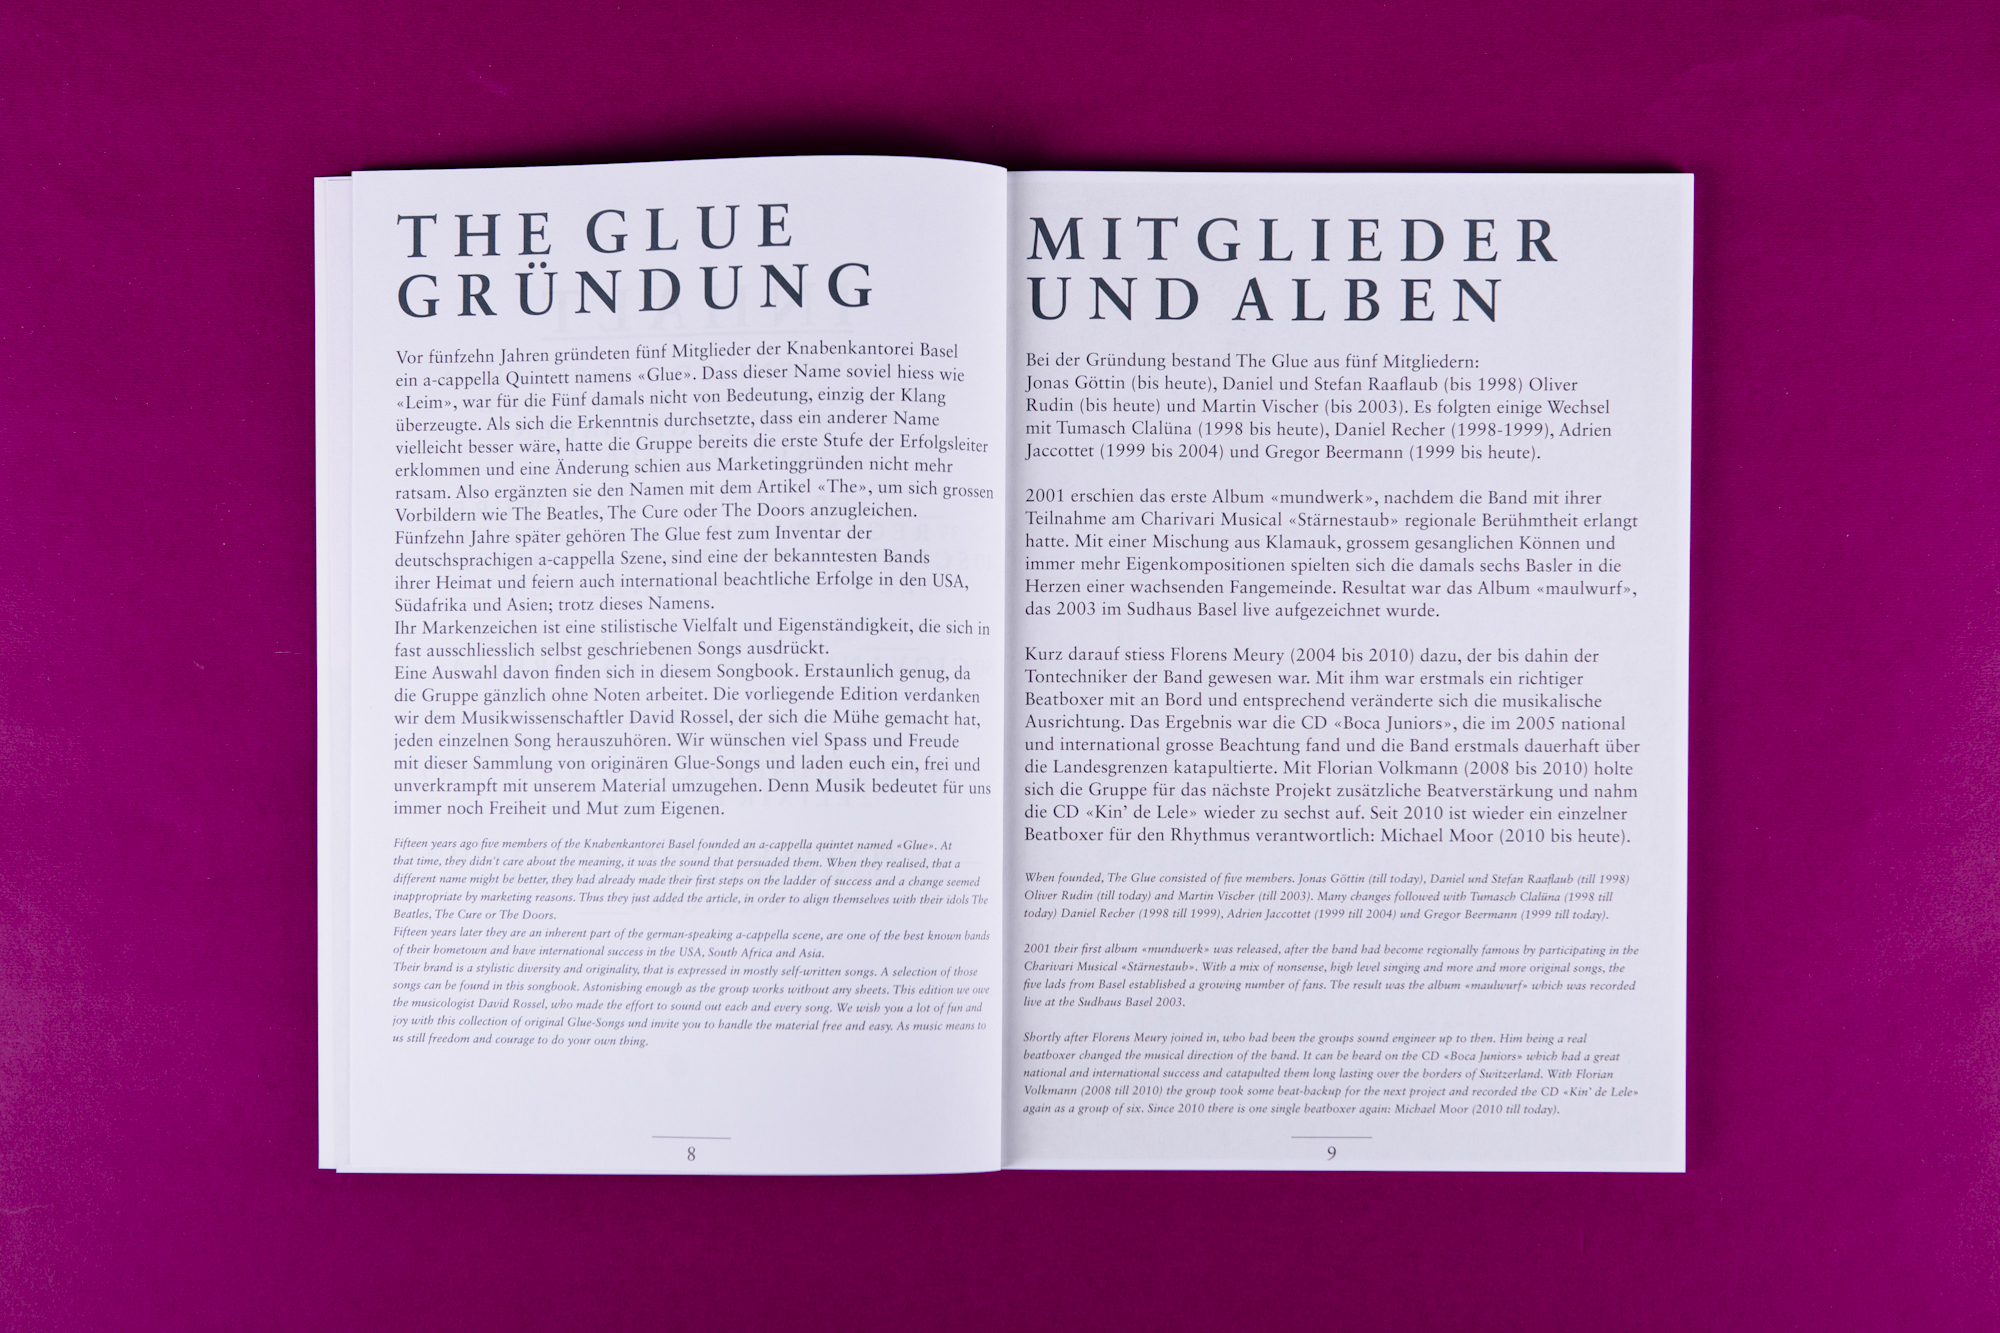 THE GLUE
GRÜNDUNG
Vor fünfzehn Jahren gründeten fünf Mitglieder der Knabenkantorei Basel
ein a-cappella Quintett namens «Glue». Dass dieser Name soviel hiess wie
«Leim», war für die Fünf damals nicht von Bedeutung, einzig der Klang
überzeugte. Als sich die Erkenntnis durchsetzte, dass ein anderer Name
vielleicht besser wäre, hatte die Gruppe bereits die erste Stufe der Erfolgsleiter
erklommen und eine Änderung schien aus Marketinggründen nicht mehr
ratsam. Also ergänzten sie den Namen mit dem Artikel «The», um sich grossen
Vorbildern wie The Beatles, The Cure oder The Doors anzugleichen.
Fünfzehn Jahre später gehören The Glue fest zum Inventar der
deutschsprachigen a-cappella Szene, sind eine der bekanntesten Bands
ihrer Heimat und feiern auch international beachtliche Erfolge in den USA,
Südafrika und Asien; trotz dieses Namens.
Ihr Markenzeichen ist eine stilistische Vielfalt und Eigenständigkeit, die sich in
fast ausschliesslich selbst geschriebenen Songs ausdrückt.
Eine Auswahl davon finden sich in diesem Songbook. Erstaunlich genug, da
die Gruppe gänzlich ohne Noten arbeitet. Die vorliegende Edition verdanken
wir dem Musikwissenschaftler David Rossel, der sich die Mühe gemacht hat,
jeden einzelnen Song herauszuhören. Wir wünschen viel Spass und Freude
mit dieser Sammlung von originären Glue-Songs und laden euch ein, frei und
unverkrampft mit unserem Material umzugehen. Denn Musik bedeutet für uns
immer noch Freiheit und Mut zum Eigenen.
Fifteen years ago five members of the Knabenkantorei Basel founded an a-cappella quintet named «Glue». At
that time, they didn't care about the meaning, it was the sound that persuaded them. When they realised, that a
different name might be better, they had already made their first steps on the ladder of success and a change seemed
inappropriate by marketing reasons. Thus they just added the article, in order to align themselves with their idols The
Beatles, The Cure or The Doors.
Fifteen years later they are an inherent part of the german-speaking a-cappella scene, are one of the best known bands
of their hometown and have international success in the USA, South Africa and Asia.
Their brand is a stylistic diversity and originality, that is expressed in mostly self-written songs. A selection of those
songs can be found in this songbook. Astonishing enough as the group works without any sheets. This edition we owe
the musicologist David Rossel, who made the effort to sound out each and every song. We wish you a lot of fun and
joy with this collection of original Glue-Songs und invite you to handle the material free and easy. As music means to
us still freedom and courage to do your own thing.
8
MITGLIEDER
UND ALBEN
Bei der Gründung bestand The Glue aus fünf Mitgliedern:
Jonas Göttin (bis heute), Daniel und Stefan Raaflaub (bis 1998) Oliver
Rudin (bis heute) und Martin Vischer (bis 2003). Es folgten einige Wechsel
mit Tumasch Clalüna (1998 bis heute), Daniel Recher (1998-1999), Adrien
Jaccottet (1999 bis 2004) und Gregor Beermann (1999 bis heute).
2001 erschien das erste Album «mundwerk», nachdem die Band mit ihrer
Teilnahme am Charivari Musical «Stärnestaub» regionale Berühmtheit erlangt
hatte. Mit einer Mischung aus Klamauk, grossem gesanglichen Können und
immer mehr Eigenkompositionen spielten sich die damals sechs Basler in die
Herzen einer wachsenden Fangemeinde. Resultat war das Album «maulwurf»,
das 2003 im Sudhaus Basel live aufgezeichnet wurde.
Kurz darauf stiess Florens Meury (2004 bis 2010) dazu, der bis dahin der
Tontechniker der Band gewesen war. Mit ihm war erstmals ein richtiger
Beatboxer mit an Bord und entsprechend veränderte sich die musikalische
Ausrichtung. Das Ergebnis war die CD «Boca Juniors», die im 2005 national
und international grosse Beachtung fand und die Band erstmals dauerhaft über
die Landesgrenzen katapultierte. Mit Florian Volkmann (2008 bis 2010) holte
sich die Gruppe für das nächste Projekt zusätzliche Beatverstärkung und nahm
die CD «Kin’ de Lele» wieder zu sechst auf. Seit 2010 ist wieder ein einzelner
Beatboxer für den Rhythmus verantwortlich: Michael Moor (2010 bis heute).
When founded, The Glue consisted of five members. Jonas Göttin (till today), Daniel und Stefan Raaflaub (till 1998)
Oliver Rudin (till today) and Martin Vischer (till 2003). Many changes followed with Tumasch Clalüna (1998 till
today) Daniel Recher (1998 till 1999), Adrien Jaccottet (1999 till 2004) und Gregor Beermann (1999 till today).
2001 their first album «mundwerk» was released, after the band had become regionally famous by participating in the
Charivari Musical «Stärnestaub». With a mix of nonsense, high level singing and more and more original songs, the
five lads from Basel established a growing number of fans. The result was the album «maulwurf» which was recorded
live at the Sudhaus Basel 2003.
Shortly after Florens Meury joined in, who had been the groups sound engineer up to then. Him being a real
beatboxer changed the musical direction of the band. It can be heard on the CD «Boca Juniors» which had a great
national and international success and catapulted them long lasting over the borders of Switzerland. With Florian
Volkmann (2008 till 2010) the group took some beat-backup for the next project and recorded the CD «Kin’ de Lele»
again as a group of six. Since 2010 there is one single beatboxer again: Michael Moor (2010 till today).
9